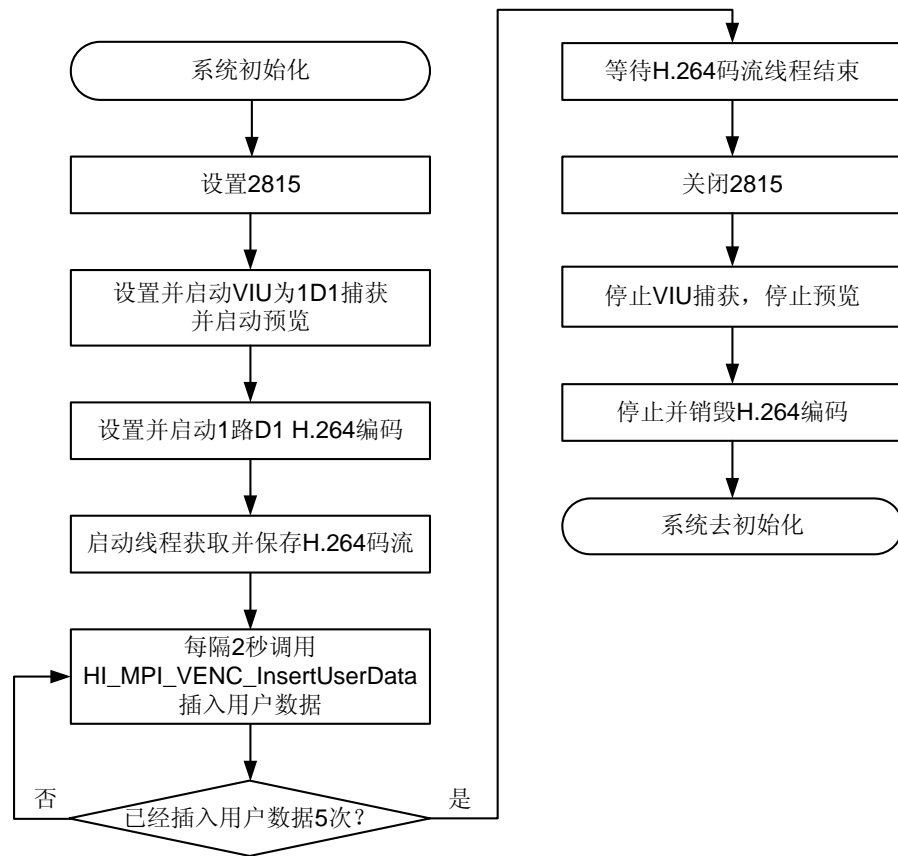 系统初始化
设置2815
设置并启动VIU为1D1捕获
并启动预览
设置并启动1路D1 H.264编码
启动线程获取并保存H.264码流
每隔2秒调用
HI_MPI_VENC_InsertUserData
插入用户数据
否
已经插入用户数据5次？
是
等待H.264码流线程结束
关闭2815
停止VIU捕获，停止预览
停止并销毁H.264编码
系统去初始化